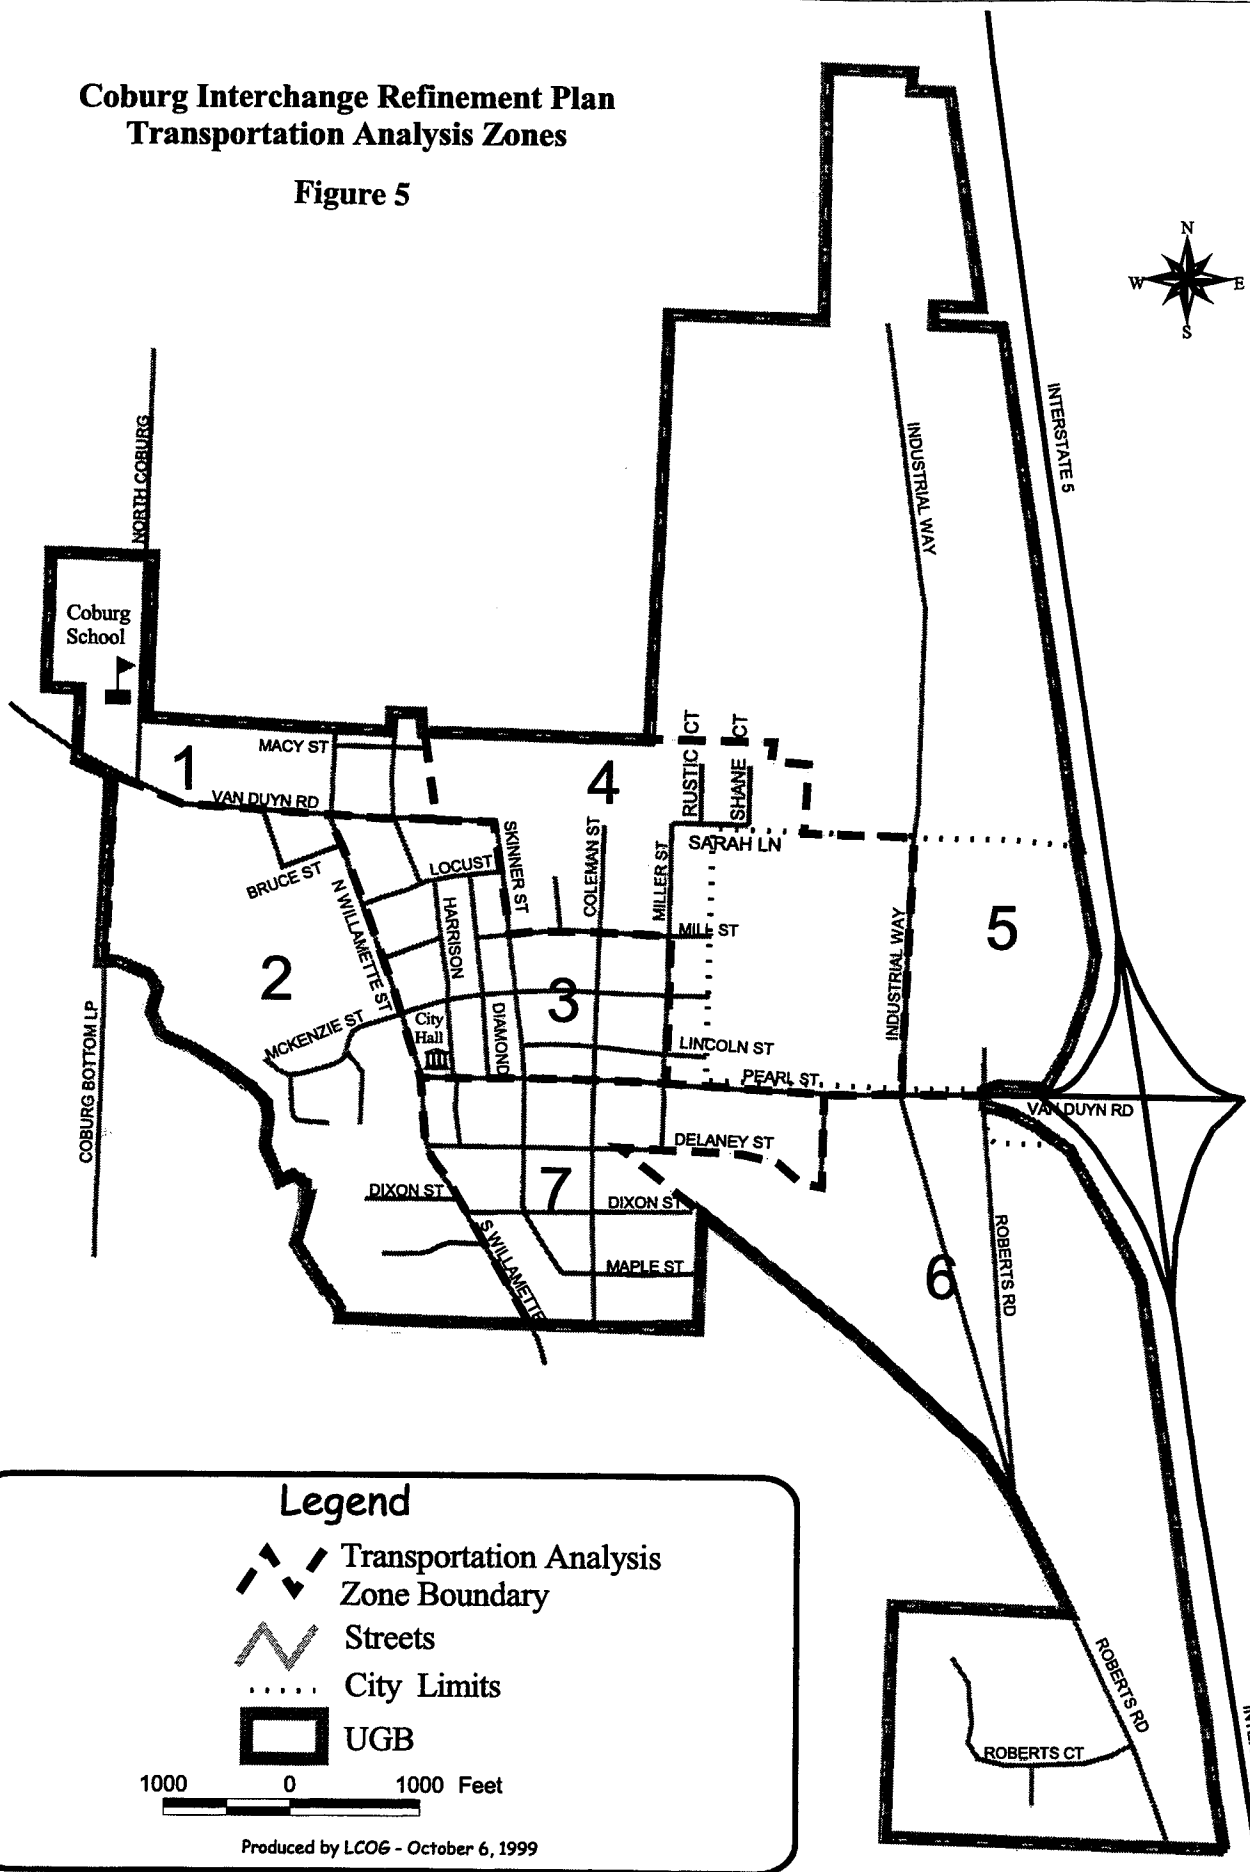 Coburg Interchange Refinement Plan
Transportation Analysis Zones
Figure 5
N
W
E
S
INTERSTATE 5
NORTH COBURG
INDUSTRIAL WAY
Coburg
School
RUSTIC CT
SHANE CT
MACY ST
1
4
VAN DUYN RD
SKINNER ST
COLEMAN ST
MILLER ST
SARAH LN
LOCUST
BRUCE ST
N WILLAMETTE ST
HARRISON
MILL ST
INDUSTRIAL WAY
5
2
3
COBURG BOTTOM LP
MCKENZIE ST
City
Hall
DIAMOND
LINCOLN ST
PEARL ST
VAN DUYN RD
DELANEY ST
7
DIXON ST
DIXON ST
S WILLAMETTE
MAPLE ST
6
ROBERTS RD
ROBERTS RD
ROBERTS CT
Legend
Transportation Analysis
Zone Boundary
Streets
City Limits
UGB
1000 0 1000 Feet
Produced by LCOG - October 6, 1999